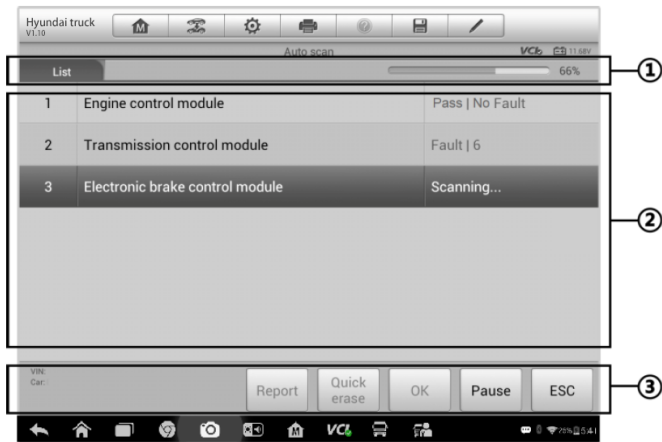 Hyundai truck
V1.10
Auto scan
VCI
11.68V
List
66%
①
1 Engine control module Pass | No Fault
2 Transmission control module Fault | 6
3 Electronic brake control module Scanning...
②
VIN:
Car:
Report Quick erase OK Pause ESC
③
VCI
5:41